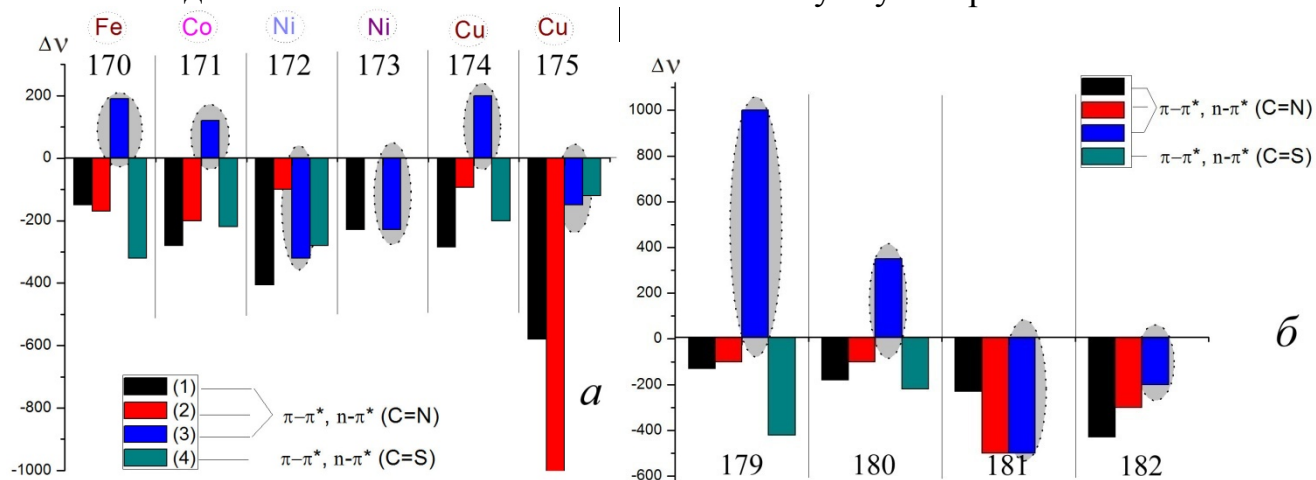 Fe Co Ni Ni Cu Cu
Δν
170 171 172 173 174 175
200
0
-200
-400
-600
-800
-1000
(1)
(2)
(3)
(4)
π–π*, n-π* (C=N)
π–π*, n-π* (C=S)
а
Δν
1000
800
600
400
200
0
-200
-400
-600
π–π*, n-π* (C=N)
π–π*, n-π* (C=S)
179 180 181 182
б